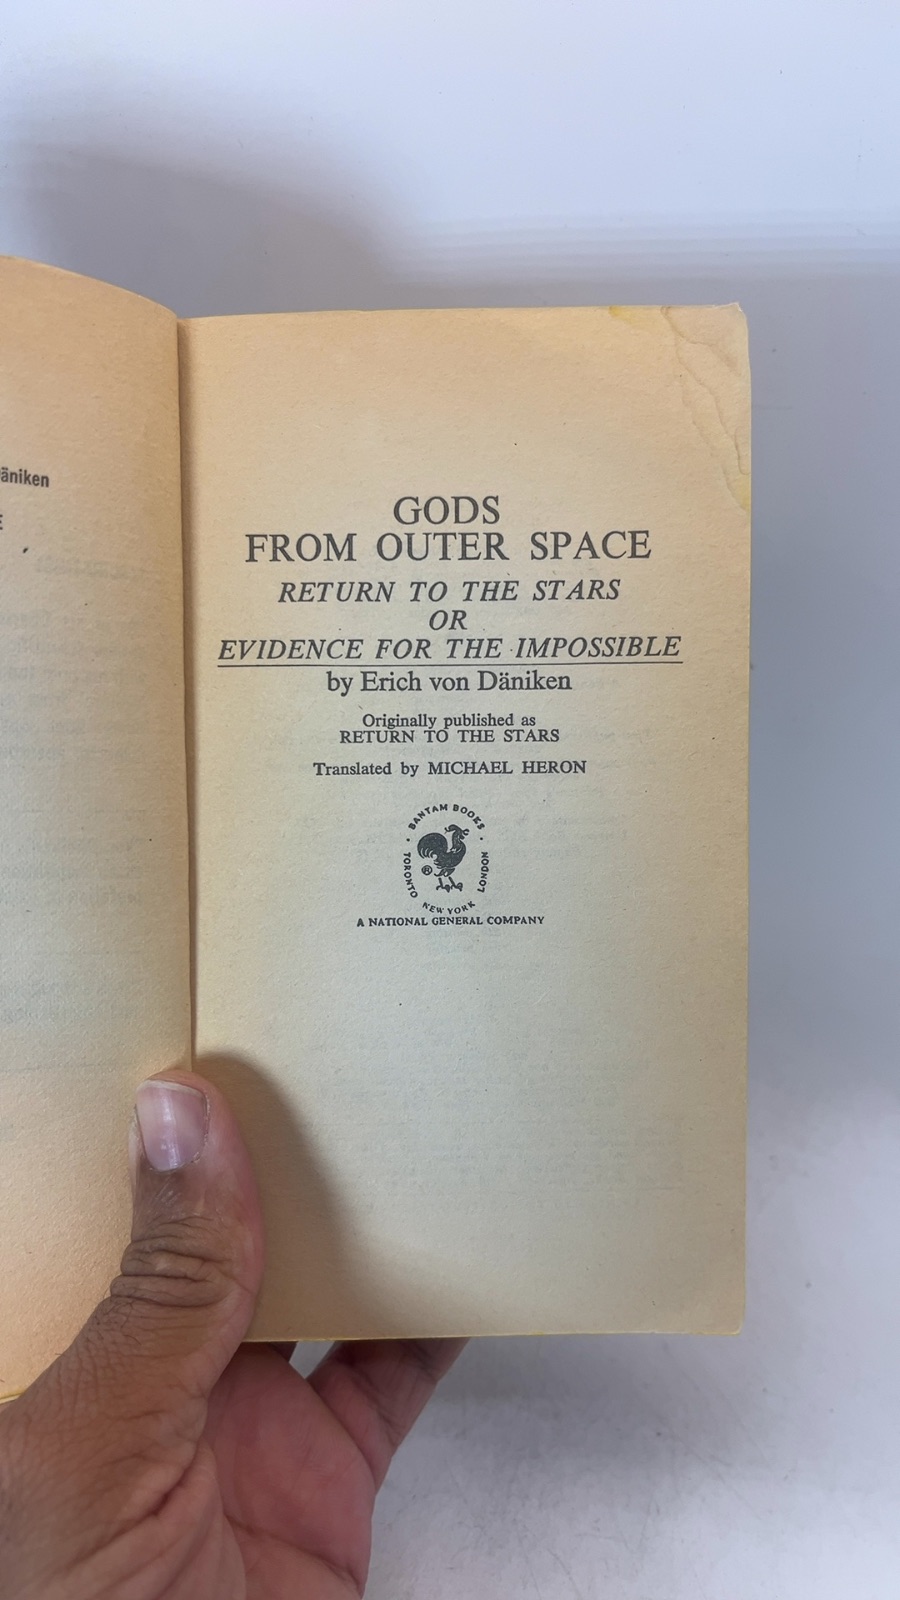 äniken
E
GODS
FROM OUTER SPACE
RETURN TO THE STARS
OR
EVIDENCE FOR THE IMPOSSIBLE
by Erich von Däniken
Originally published as
RETURN TO THE STARS
Translated by MICHAEL HERON
BANTAM BOOKS
TORONTO · NEW YORK · LONDON
®
A NATIONAL GENERAL COMPANY